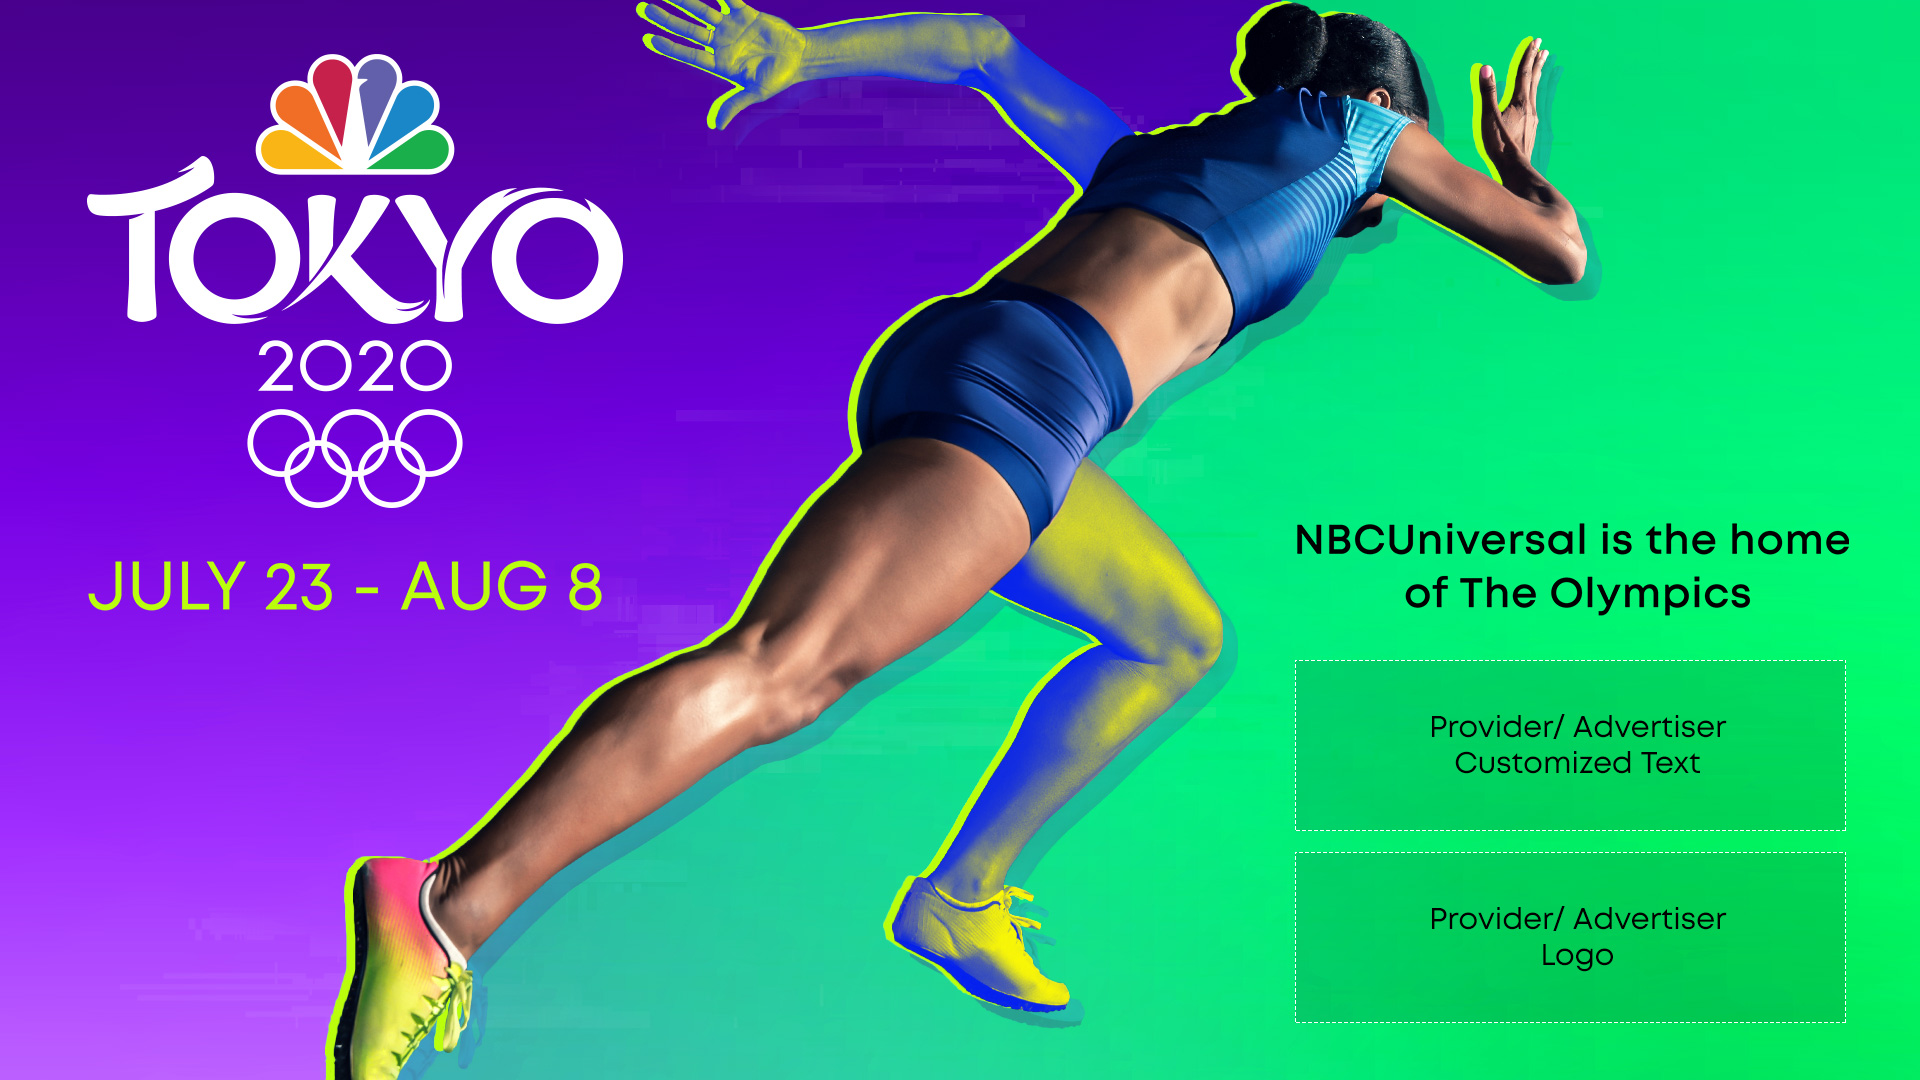 TOKYO
2020
JULY 23 - AUG 8
NBCUniversal is the home
of The Olympics
Provider/ Advertiser
Customized Text
Provider/ Advertiser
Logo